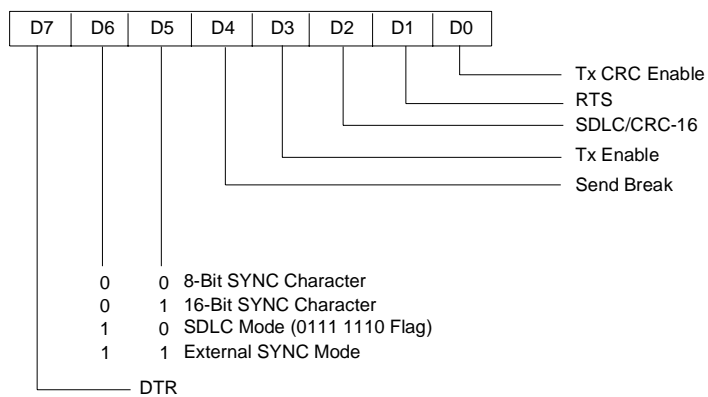 D7 D6 D5 D4 D3 D2 D1 D0
Tx CRC Enable
RTS
SDLC/CRC-16
Tx Enable
Send Break
0 0 8-Bit SYNC Character
0 1 16-Bit SYNC Character
1 0 SDLC Mode (0111 1110 Flag)
1 1 External SYNC Mode
DTR